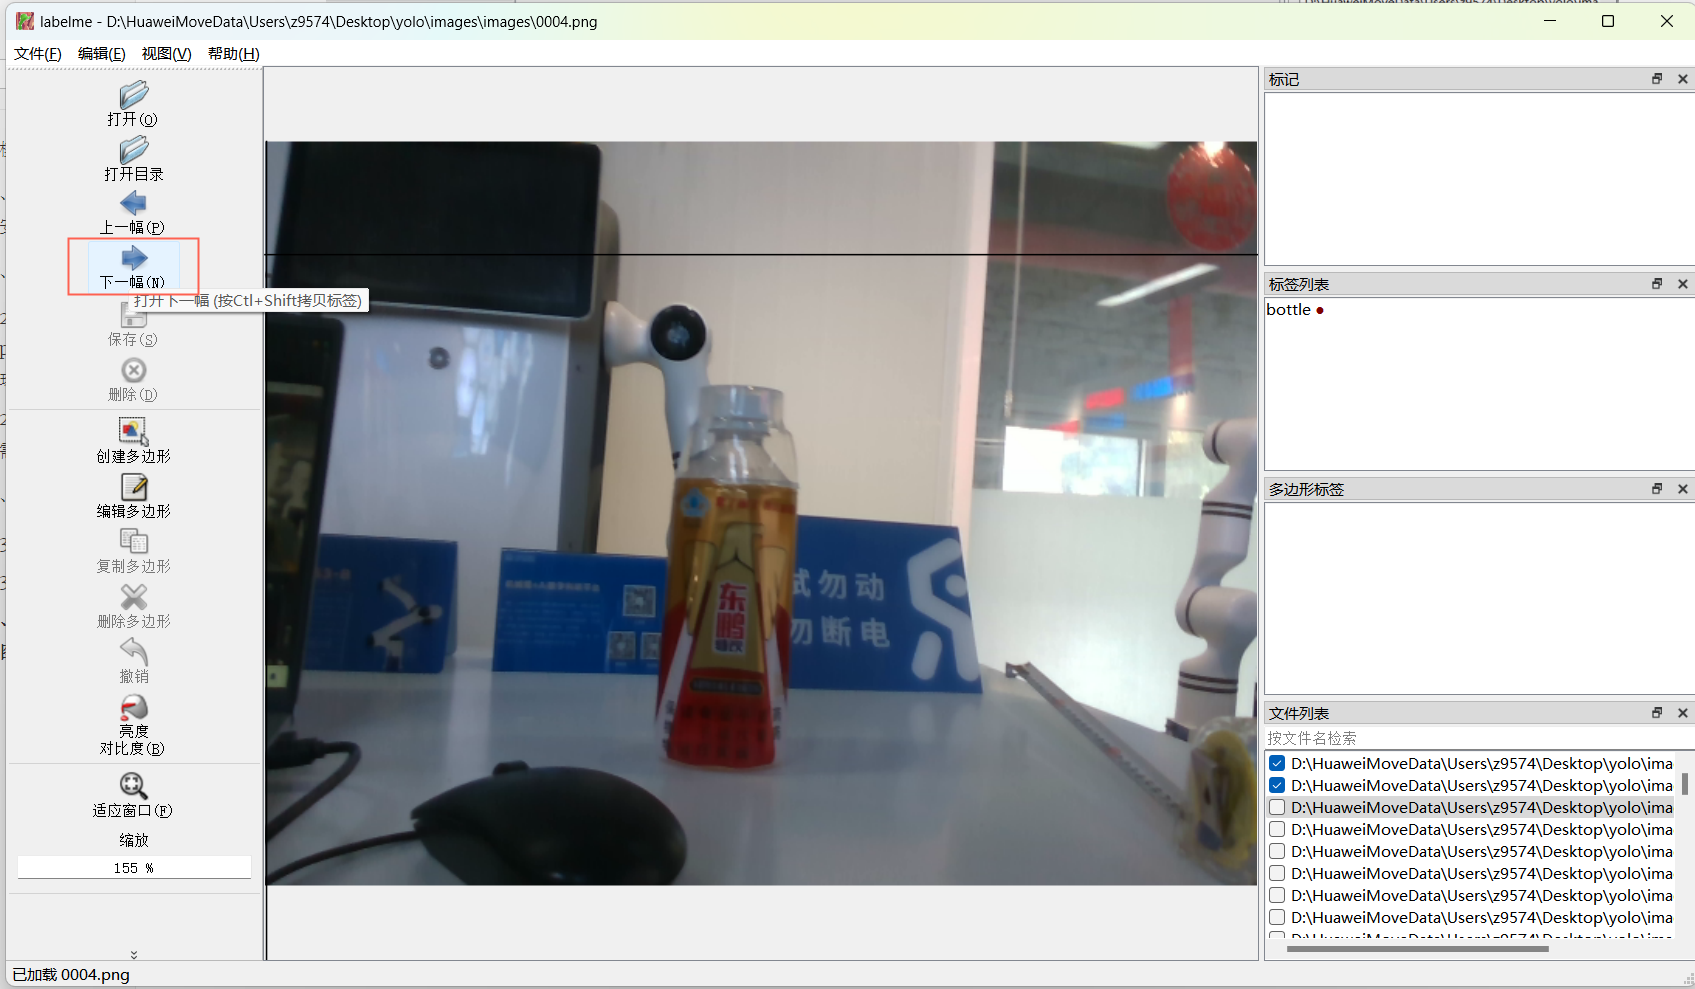 labelme - D:\HuaweiMoveData\Users\z9574\Desktop\yolo\images\images\0004.png
文件(F) 编辑(E) 视图(V) 帮助(H)
打开(O)
打开目录
上一幅(P)
下一幅(N)
打开下一幅 (按Ctl+Shift拷贝标签)
保存(S)
删除(D)
创建多边形
编辑多边形
复制多边形
删除多边形
撤销
亮度
对比度(B)
适应窗口(F)
缩放
155 %
试勿动
勿断电
东鹏
特饮
标记
标签列表
bottle
多边形标签
文件列表
按文件名检索
D:\HuaweiMoveData\Users\z9574\Desktop\yolo\ima
D:\HuaweiMoveData\Users\z9574\Desktop\yolo\ima
D:\HuaweiMoveData\Users\z9574\Desktop\yolo\ima
D:\HuaweiMoveData\Users\z9574\Desktop\yolo\ima
D:\HuaweiMoveData\Users\z9574\Desktop\yolo\ima
D:\HuaweiMoveData\Users\z9574\Desktop\yolo\ima
D:\HuaweiMoveData\Users\z9574\Desktop\yolo\ima
D:\HuaweiMoveData\Users\z9574\Desktop\yolo\ima
已加载 0004.png